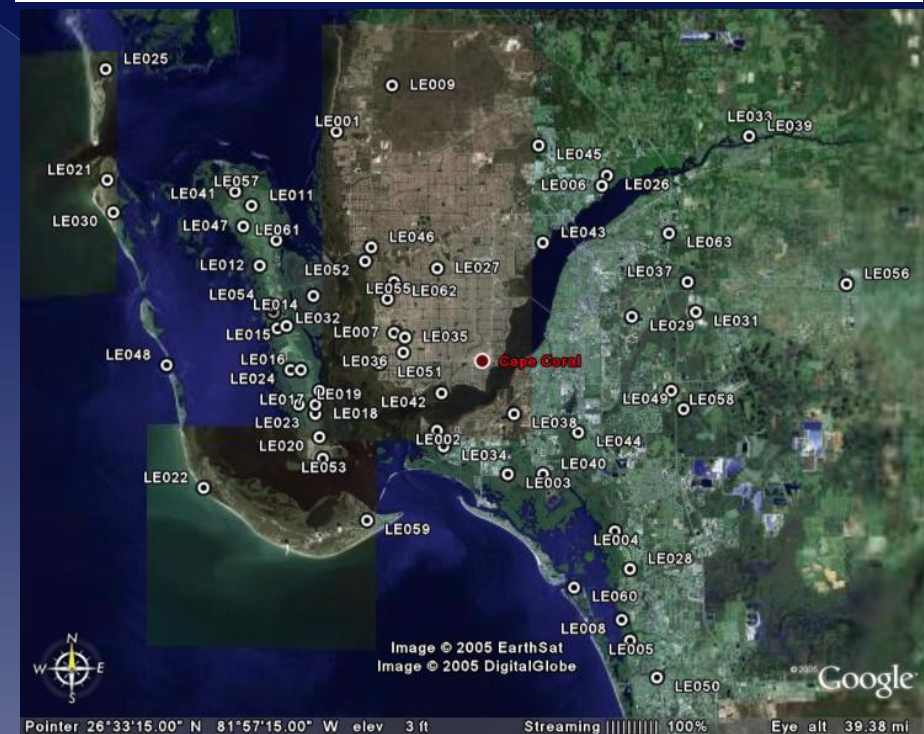 LE025
LE009
LE001
LE033
LE039
LE045
LE021
LE057
LE041
LE011
LE006
LE026
LE030
LE047
LE061
LE046
LE043
LE063
LE012
LE052
LE027
LE037
LE056
LE054
LE055
LE062
LE014
LE032
LE015
LE007
LE035
LE029
LE031
LE048
LE016
LE036
Cape Coral
LE024
LE051
LE019
LE042
LE049
LE017
LE018
LE058
LE023
LE038
LE020
LE002
LE044
LE053
LE034
LE040
LE022
LE003
LE059
LE004
LE028
LE060
LE008
LE005
LE050
N
W E
S
Image © 2005 EarthSat
Image © 2005 DigitalGlobe
© 2005 Google
Pointer 26°33'15.00" N 81°57'15.00" W elev 3 ft Streaming |||||||||| 100% Eye alt 39.38 mi